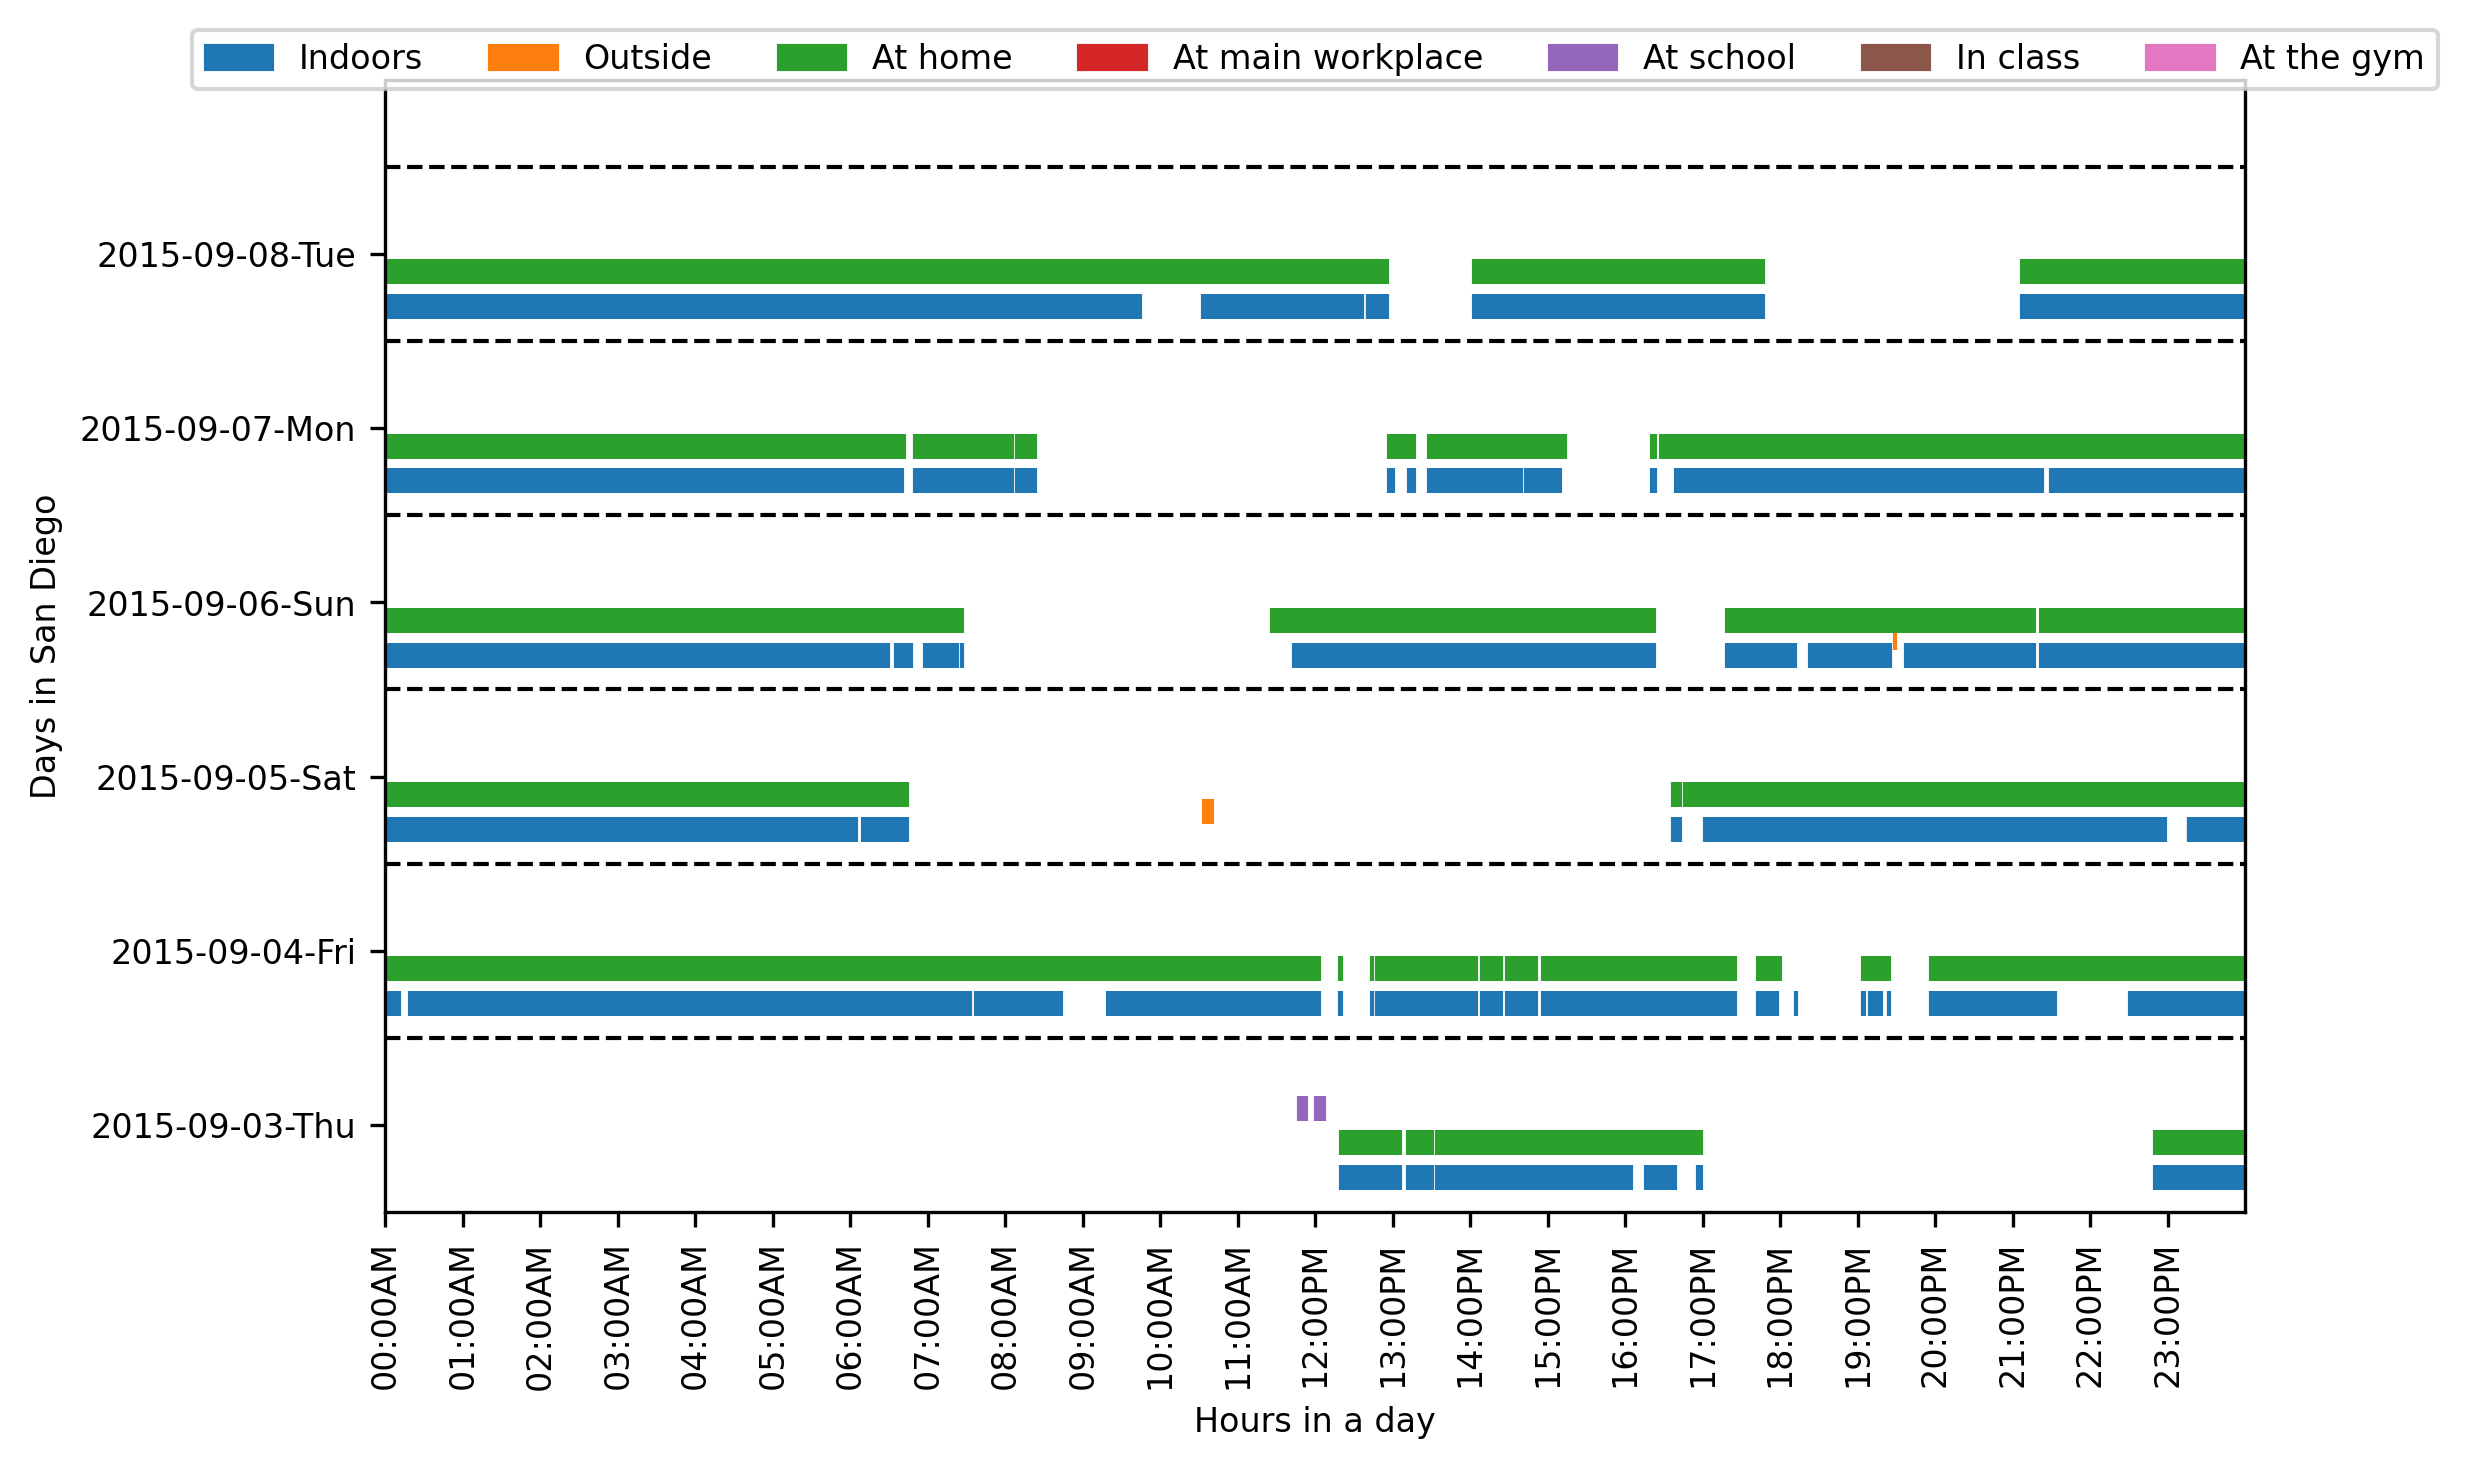 Indoors Outside At home At main workplace At school In class At the gym
2015-09-08-Tue
2015-09-07-Mon
2015-09-06-Sun
2015-09-05-Sat
2015-09-04-Fri
2015-09-03-Thu
Days in San Diego
00:00AM 01:00AM 02:00AM 03:00AM 04:00AM 05:00AM 06:00AM 07:00AM 08:00AM 09:00AM 10:00AM 11:00AM 12:00PM 13:00PM 14:00PM 15:00PM 16:00PM 17:00PM 18:00PM 19:00PM 20:00PM 21:00PM 22:00PM 23:00PM
Hours in a day